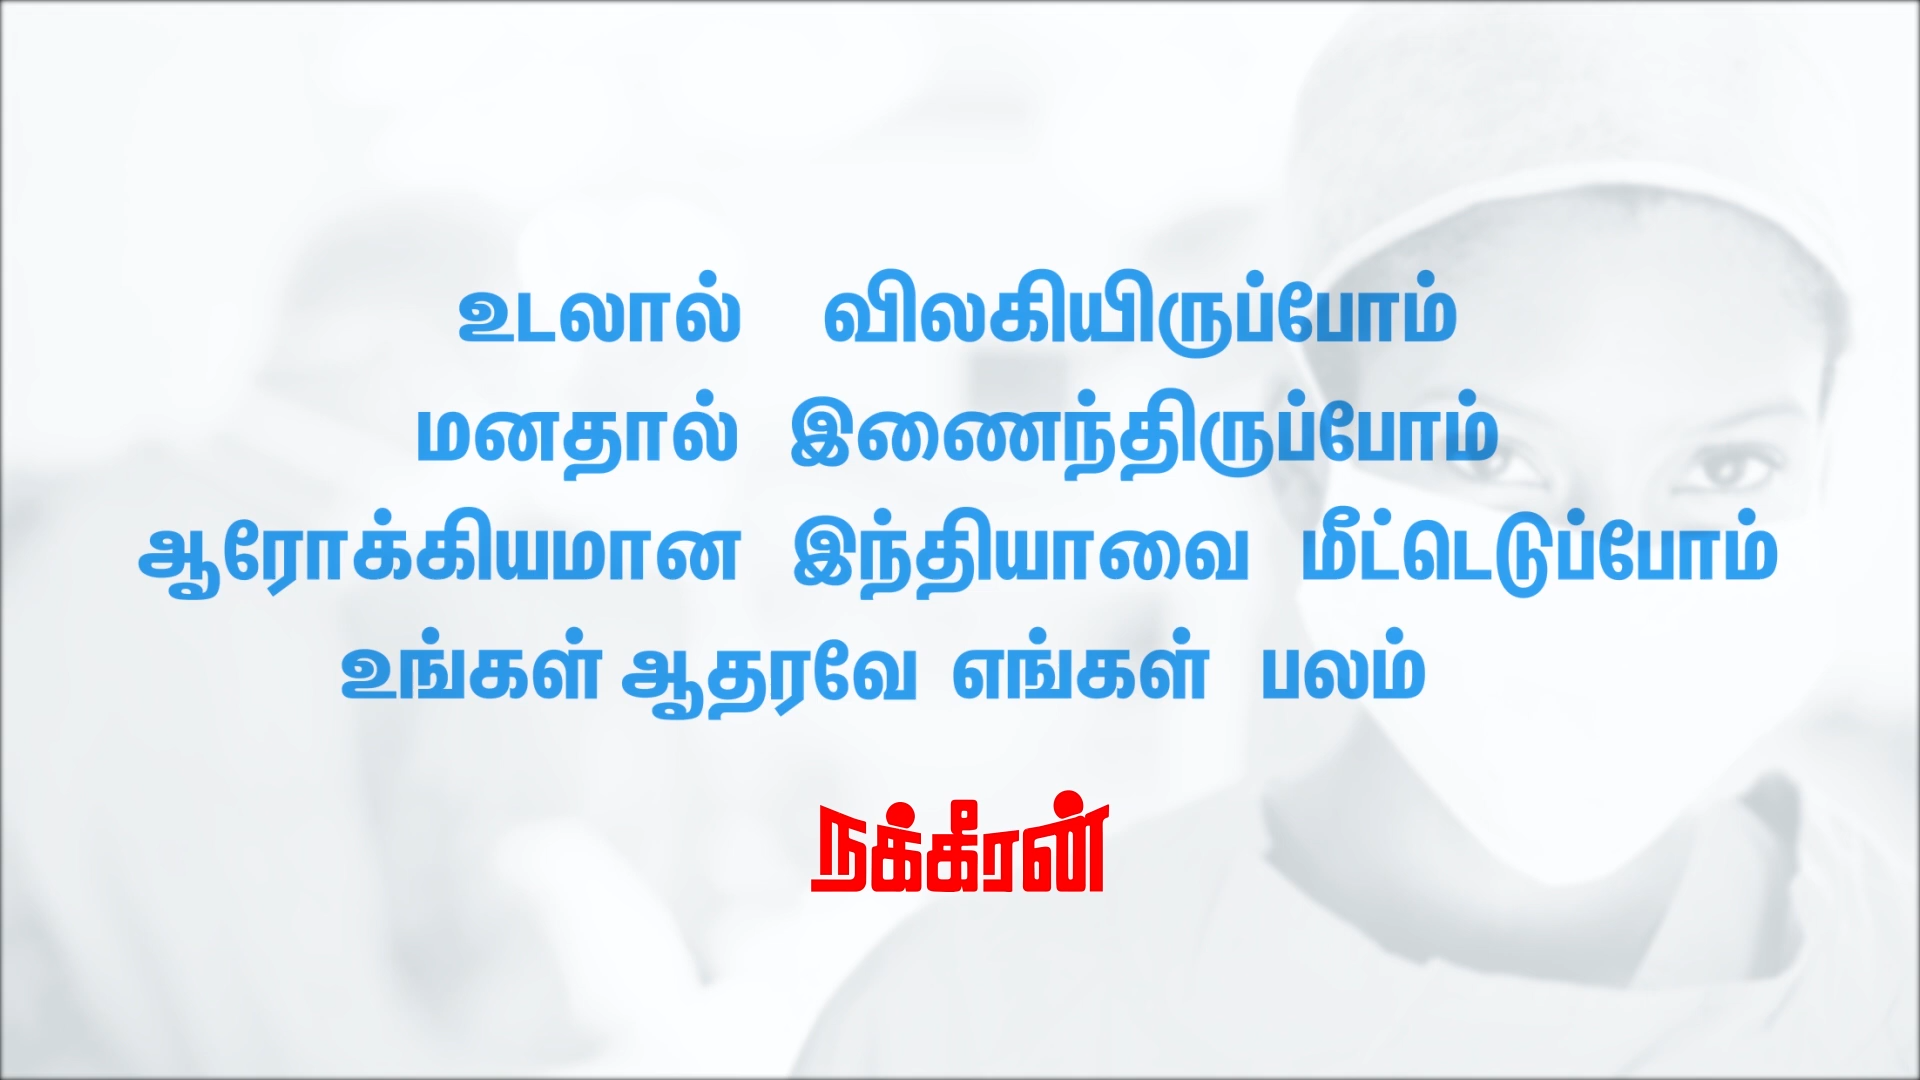 உடலால் விலகியிருப்போம்
மனதால் இணைந்திருப்போம்
ஆரோக்கியமான இந்தியாவை மீட்டெடுப்போம்
உங்கள் ஆதரவே எங்கள் பலம்
நக்கீரன்